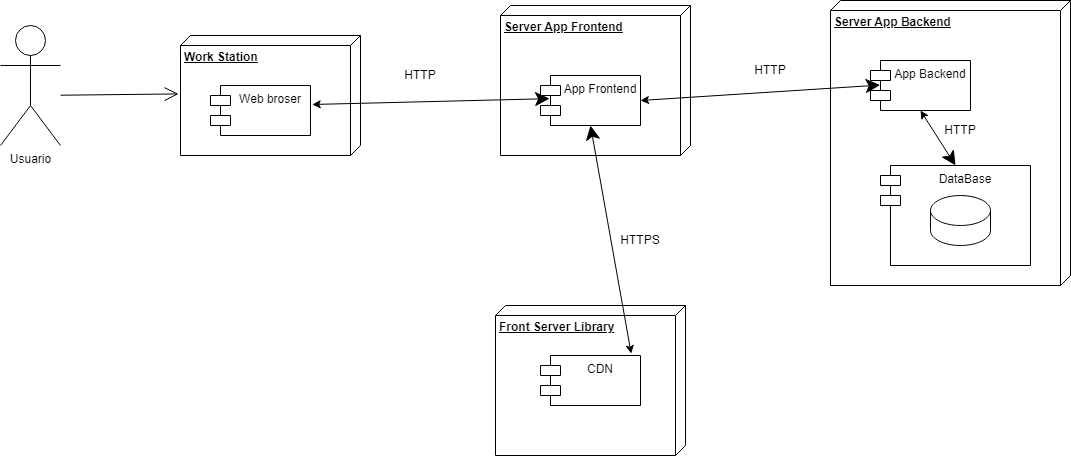 Server App Backend
Server App Frontend
Work Station
HTTP
HTTP
App Backend
App Frontend
Web broser
HTTP
Usuario
DataBase
HTTPS
Front Server Library
CDN